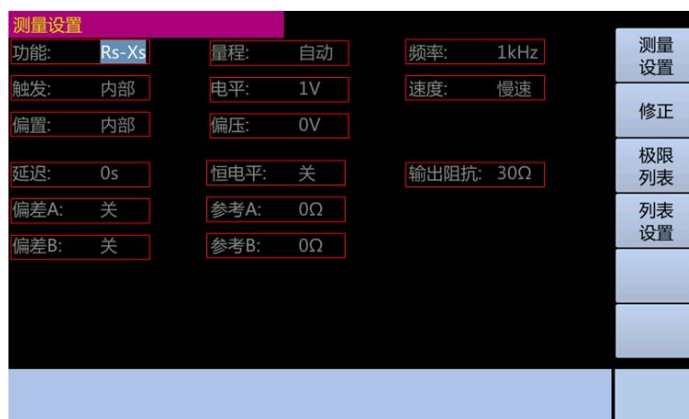 测量设置
功能: Rs-Xs 量程: 自动 频率: 1kHz
触发: 内部 电平: 1V 速度: 慢速
偏置: 内部 偏压: 0V
延迟: 0s 恒电平: 关 输出阻抗: 30Ω
偏差A: 关 参考A: 0Ω
偏差B: 关 参考B: 0Ω
测量
设置
修正
极限
列表
列表
设置